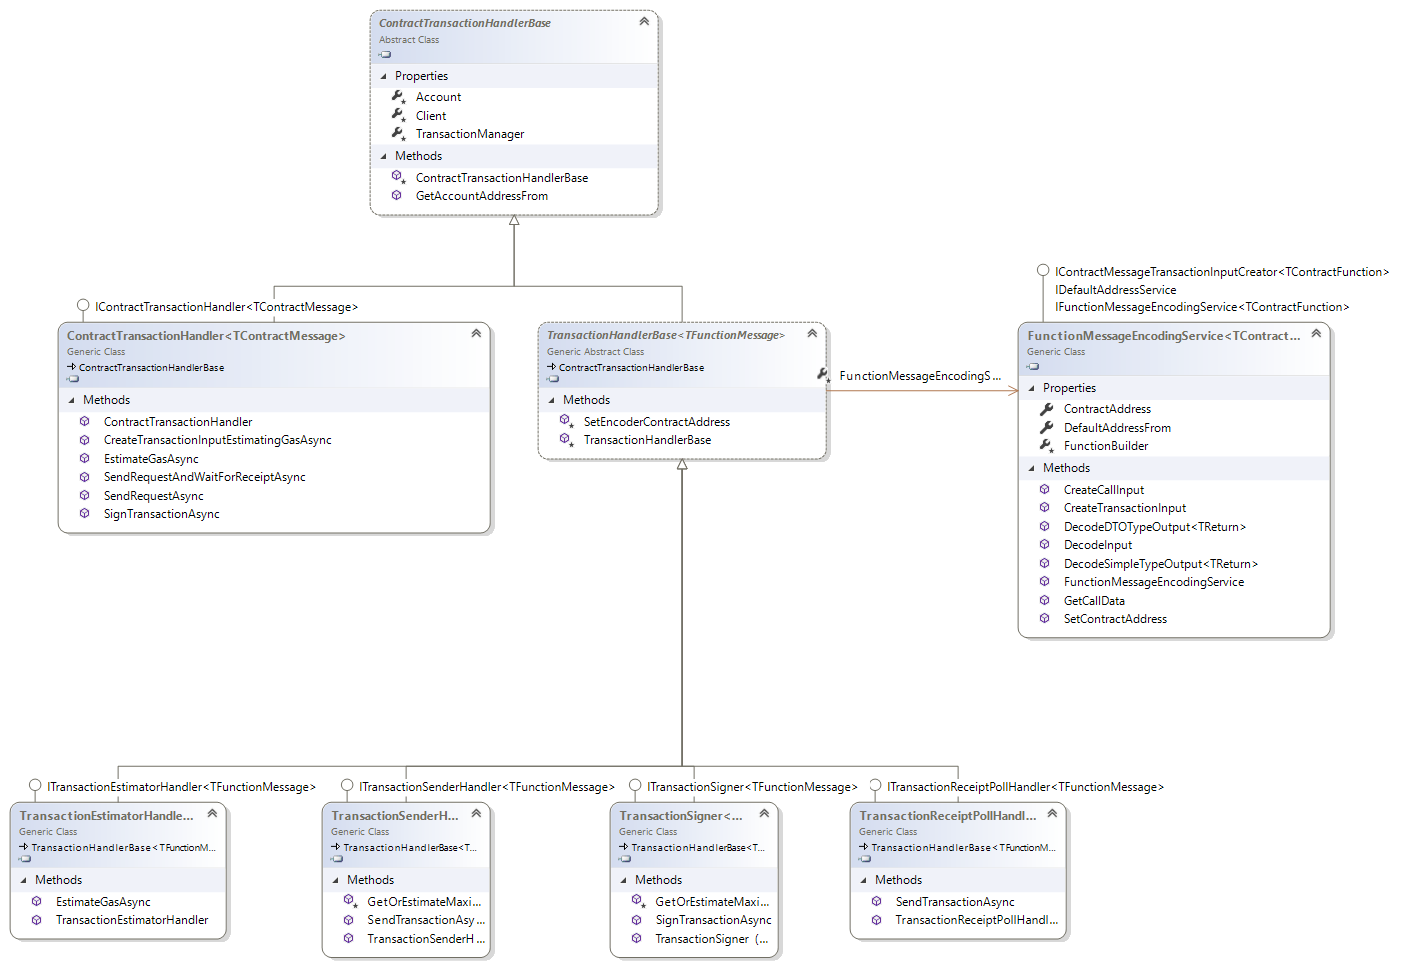 ContractTransactionHandlerBase
Abstract Class
Properties
Account
Client
TransactionManager
Methods
ContractTransactionHandlerBase
GetAccountAddressFrom
IContractTransactionHandler<TContractMessage>
ContractTransactionHandler<TContractMessage>
Generic Class
ContractTransactionHandlerBase
Methods
ContractTransactionHandler
CreateTransactionInputEstimatingGasAsync
EstimateGasAsync
SendRequestAndWaitForReceiptAsync
SendRequestAsync
SignTransactionAsync
TransactionHandlerBase<TFunctionMessage>
Generic Abstract Class
ContractTransactionHandlerBase
Methods
SetEncoderContractAddress
TransactionHandlerBase
FunctionMessageEncodingS...
IContractMessageTransactionInputCreator<TContractFunction>
IDefaultAddressService
IFunctionMessageEncodingService<TContractFunction>
FunctionMessageEncodingService<TContract...
Generic Class
Properties
ContractAddress
DefaultAddressFrom
FunctionBuilder
Methods
CreateCallInput
CreateTransactionInput
DecodeDTOTypeOutput<TReturn>
DecodeInput
DecodeSimpleTypeOutput<TReturn>
FunctionMessageEncodingService
GetCallData
SetContractAddress
ITransactionEstimatorHandler<TFunctionMessage>
TransactionEstimatorHandle...
Generic Class
TransactionHandlerBase<TFunctionM...
Methods
EstimateGasAsync
TransactionEstimatorHandler
ITransactionSenderHandler<TFunctionMessage>
TransactionSenderH...
Generic Class
TransactionHandlerBase<T...
Methods
GetOrEstimateMaxi...
SendTransactionAsy...
TransactionSenderH...
ITransactionSigner<TFunctionMessage>
TransactionSigner<...
Generic Class
TransactionHandlerBase<T...
Methods
GetOrEstimateMaxi...
SignTransactionAsync
TransactionSigner (...
ITransactionReceiptPollHandler<TFunctionMessage>
TransactionReceiptPollHandl...
Generic Class
TransactionHandlerBase<TFunctionM...
Methods
SendTransactionAsync
TransactionReceiptPollHandl...